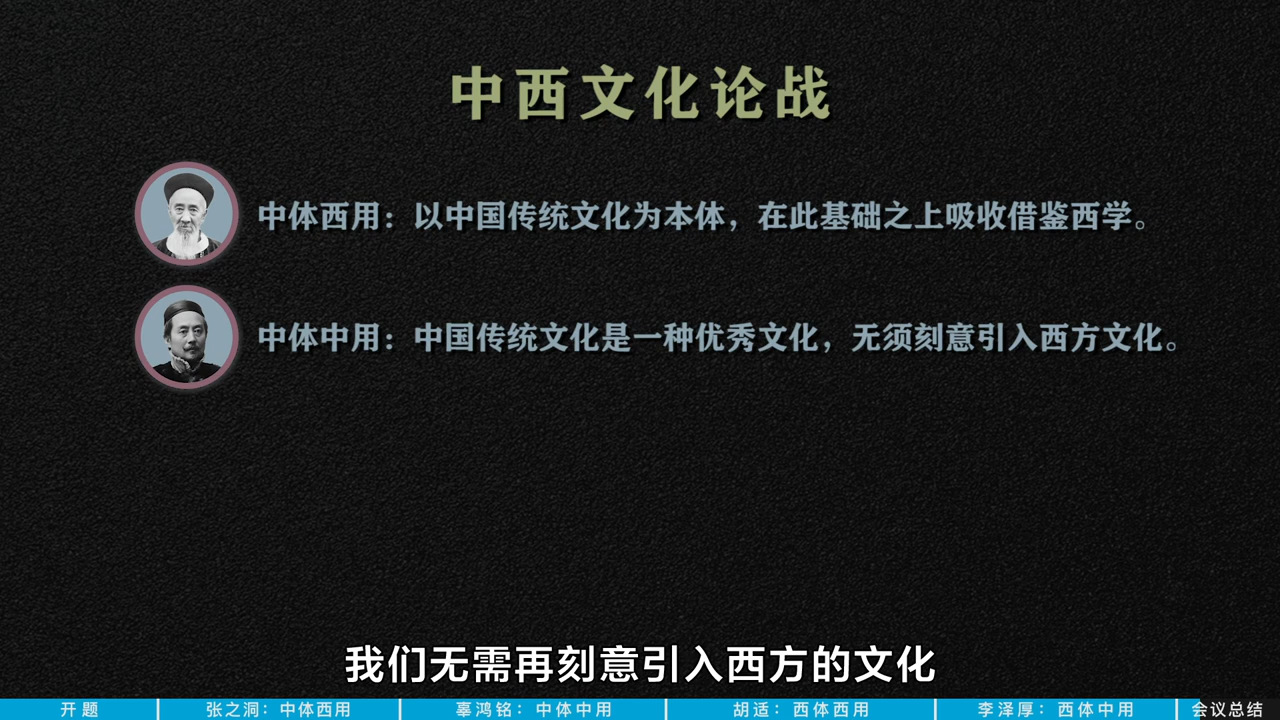 中西文化论战
中体西用：以中国传统文化为本体，在此基础之上吸收借鉴西学。
中体中用：中国传统文化是一种优秀文化，无须刻意引入西方文化。
我们无需再刻意引入西方的文化
开题
张之洞：中体西用
辜鸿铭：中体中用
胡适：西体西用
李泽厚：西体中用
会议总结